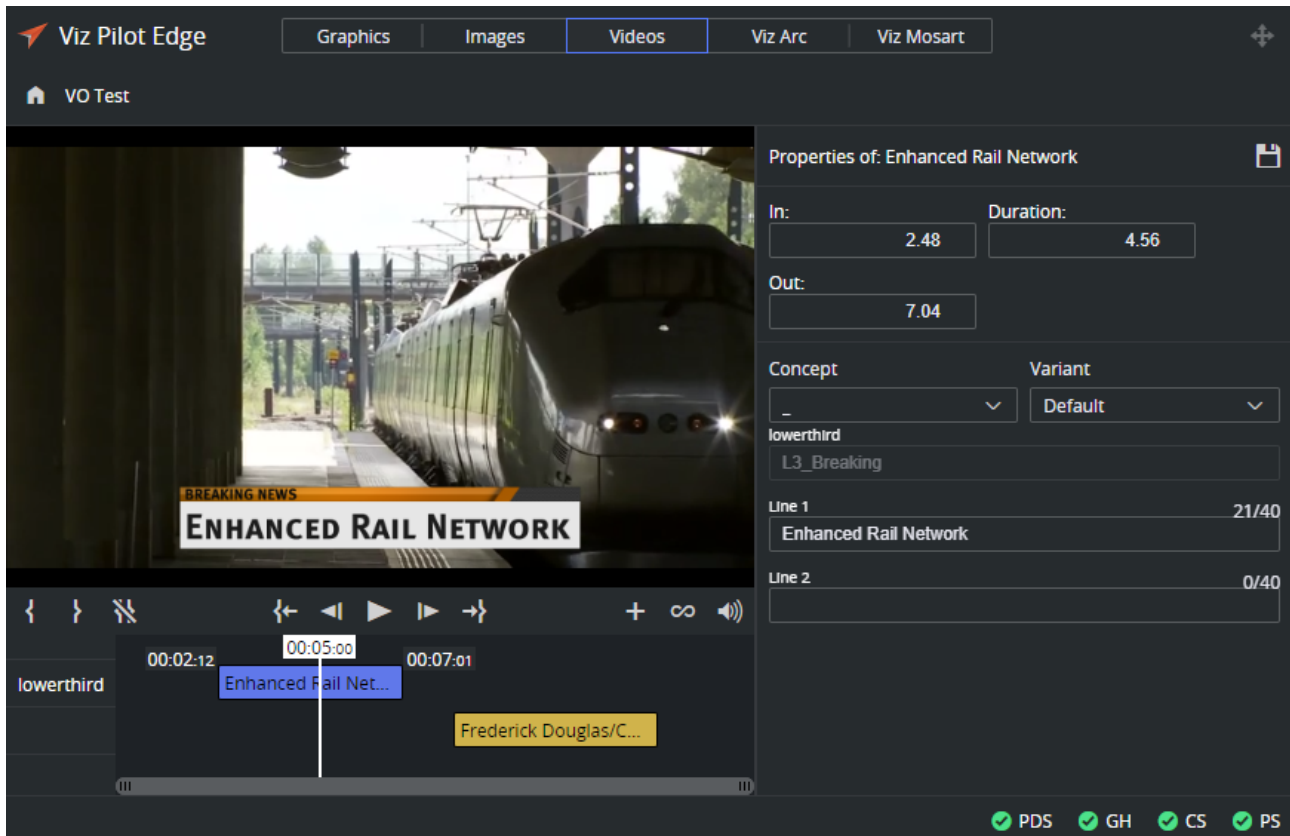 Viz Pilot Edge
Graphics
Images
Videos
Viz Arc
Viz Mosart
VO Test
Properties of: Enhanced Rail Network
In:
Duration:
2.48
4.56
Out:
7.04
Concept
Variant
_
Default
lowerthird
L3_Breaking
Line 1
21/40
Enhanced Rail Network
Line 2
0/40
BREAKING NEWS
Enhanced Rail Network
00:02:12
00:05:00
00:07:01
lowerthird
Enhanced Rail Net...
Frederick Douglas/C...
PDS
GH
CS
PS